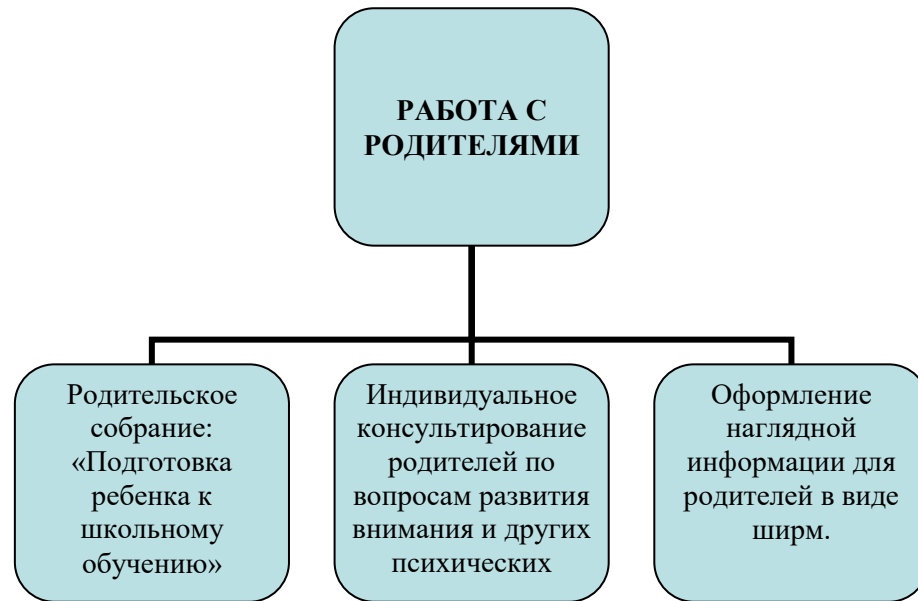 РАБОТА С
РОДИТЕЛЯМИ
Родительское
собрание:
«Подготовка
ребенка к
школьному
обучению»
Индивидуальное
консультирование
родителей по
вопросам развития
внимания и других
психических
Оформление
наглядной
информации для
родителей в виде
ширм.